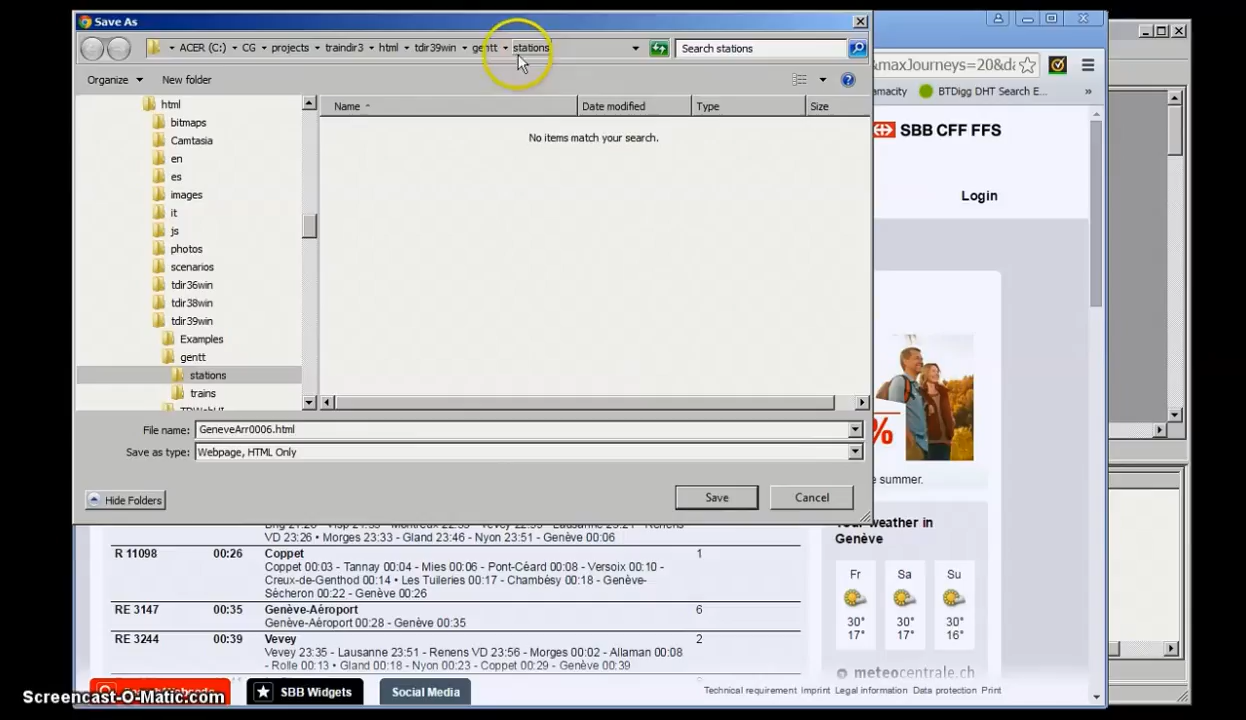 Save As
ACER (C:) CG projects traindir3 html tdir39win gentt stations
Search stations
Organize
New folder
html
bitmaps
Camtasia
en
es
images
it
js
photos
scenarios
tdir36win
tdir38win
tdir39win
Examples
gentt
stations
trains
Name
Date modified
Type
Size
No items match your search.
File name:
GeneveArr0006.html
Save as type:
Webpage, HTML Only
Hide Folders
Save
Cancel
&maxJourneys=20&da
amacity
BTDigg DHT Search E...
»
SBB CFF FFS
Login
%
e summer.
Your weather in
Genève
Fr Sa Su
30° 30° 30°
17° 17° 16°
meteocentrale.ch
VD 23:26 • Morges 23:33 - Gland 23:46 - Nyon 23:51 - Genève 00:06
R 11098 00:26 Coppet 1
Coppet 00:03 - Tannay 00:04 - Mies 00:06 - Pont-Céard 00:08 - Versoix 00:10 -
Creux-de-Genthod 00:14 • Les Tuileries 00:17 - Chambésy 00:18 - Genève-
Sécheron 00:22 - Genève 00:26
RE 3147 00:35 Genève-Aéroport 6
Genève-Aéroport 00:28 - Genève 00:35
RE 3244 00:39 Vevey 2
Vevey 23:35 - Lausanne 23:51 - Renens VD 23:56 - Morges 00:02 - Allaman 00:08
- Rolle 00:13 • Gland 00:18 - Nyon 00:23 - Coppet 00:29 - Genève 00:39
SBB Widgets
Social Media
Technical requirement Imprint Legal information Data protection Print
Screencast-O-Matic.com